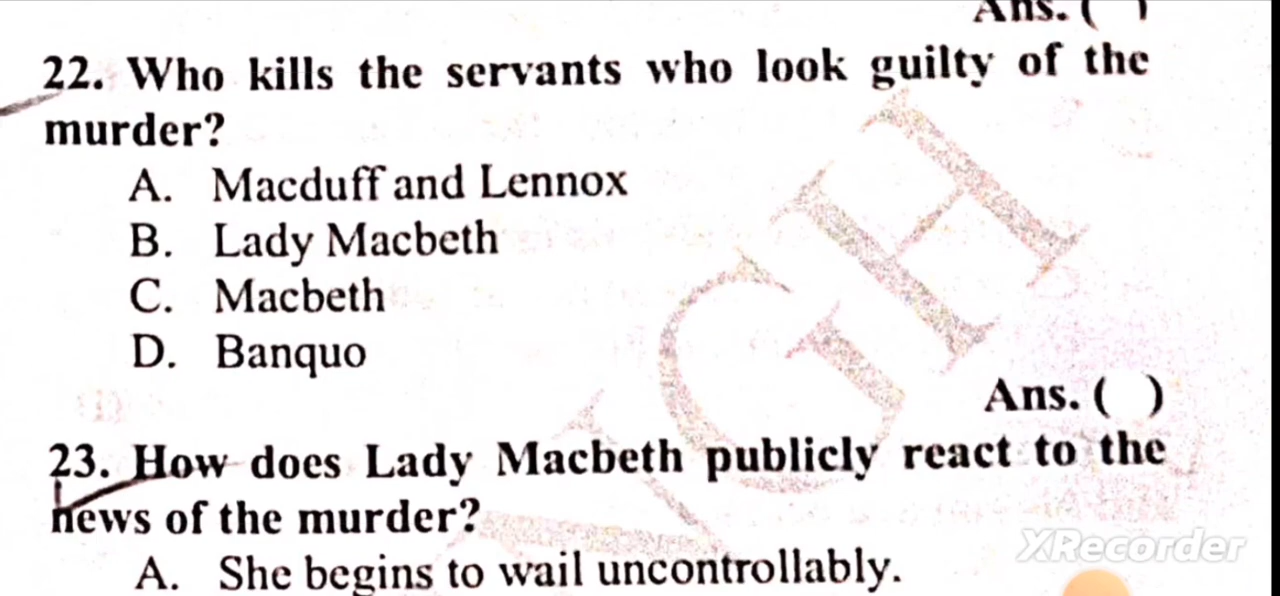 Ans. ( )
22. Who kills the servants who look guilty of the
murder?
A. Macduff and Lennox
B. Lady Macbeth
C. Macbeth
D. Banquo
Ans. ( )
23. How does Lady Macbeth publicly react to the
news of the murder?
XRecorder
A. She begins to wail uncontrollably.